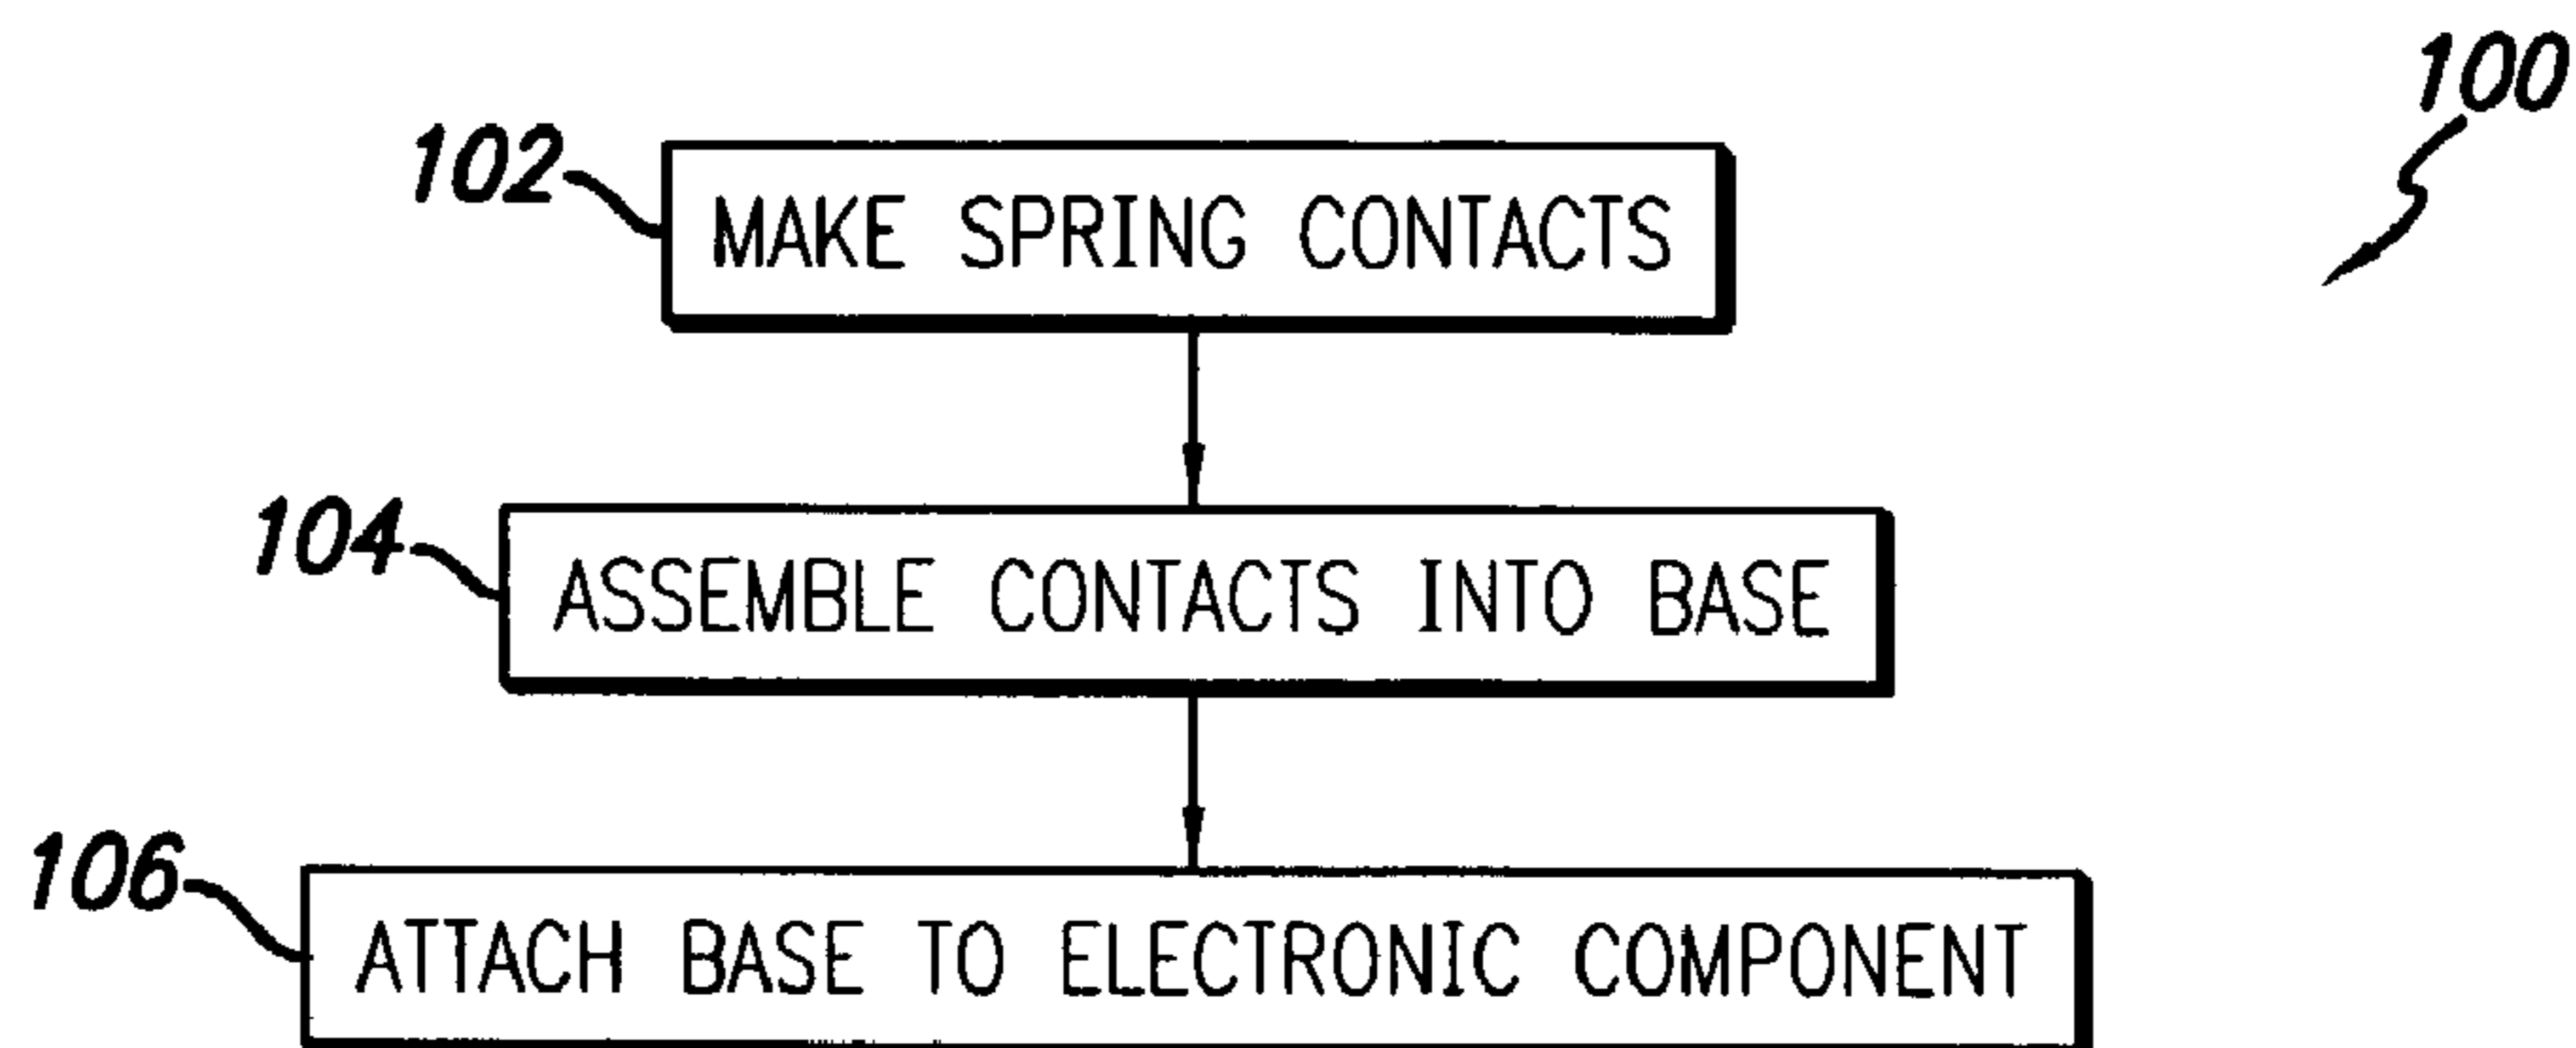 100
102
MAKE SPRING CONTACTS
104
ASSEMBLE CONTACTS INTO BASE
106
ATTACH BASE TO ELECTRONIC COMPONENT